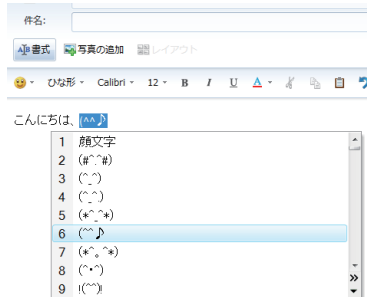 件名:
書式 写真の追加 レイアウト
ひな形 Calibri 12 B I U A
こんにちは、(^^♪
1 顔文字
2 (#^.^#)
3 (^_^)
4 (^_^.)
5 (*^_^*)
6 (^^♪
7 (*^。^*)
8 (^・^)
9 !(^^)!